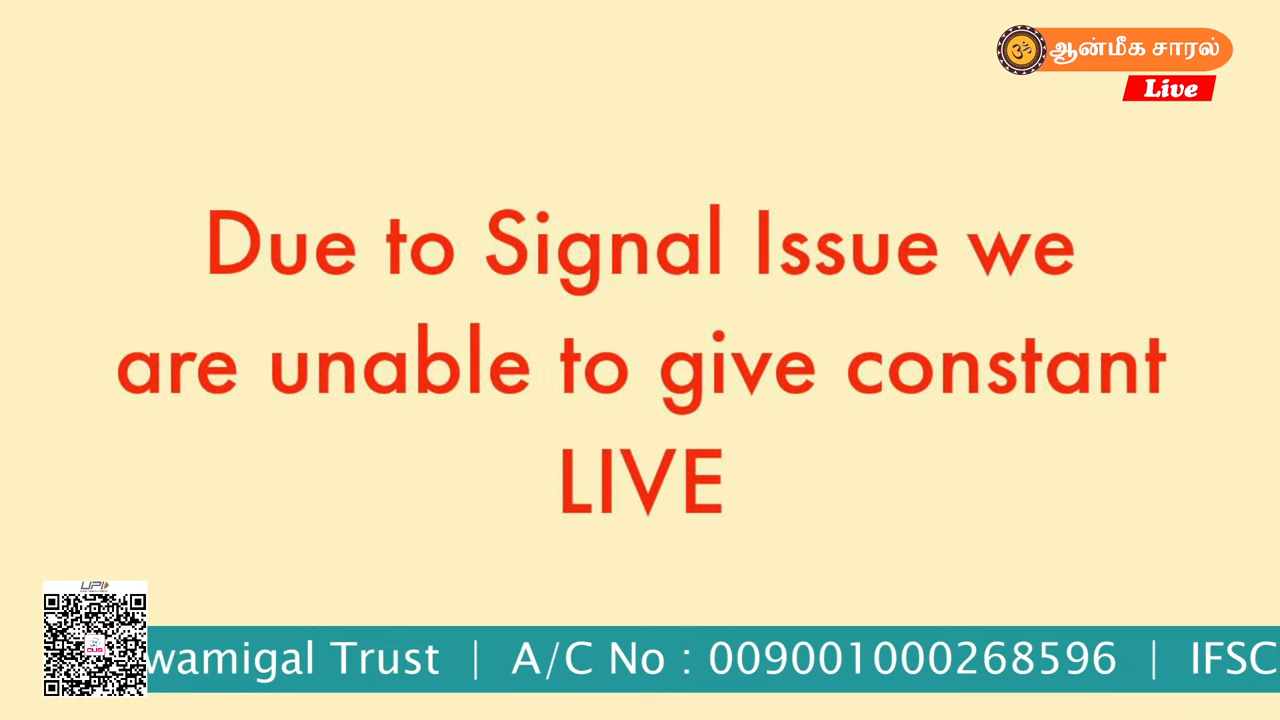 ஆன்மீக சாரல்
Live
Due to Signal Issue we
are unable to give constant
LIVE
UPI
CUB
wamigal Trust | A/C No : 009001000268596 | IFSC